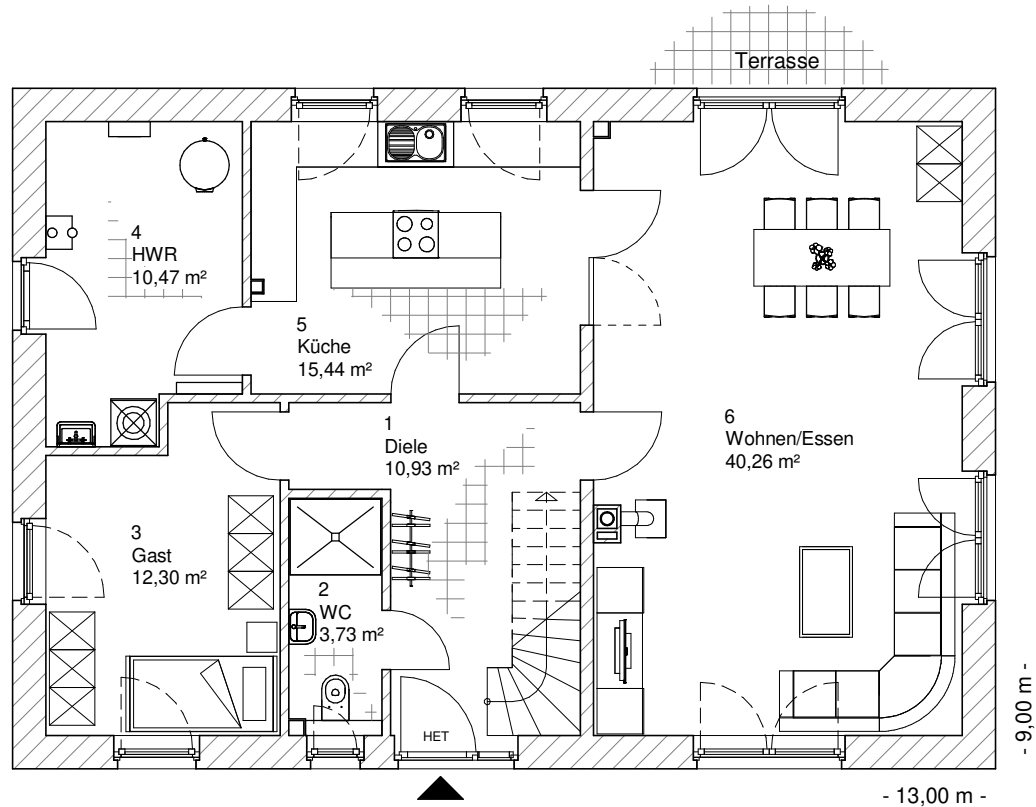 Terrasse
4
HWR
10,47 m²
5
Küche
15,44 m²
1
Diele
10,93 m²
6
Wohnen/Essen
40,26 m²
3
Gast
12,30 m²
2
WC
3,73 m²
HET
- 9,00 m -
- 13,00 m -